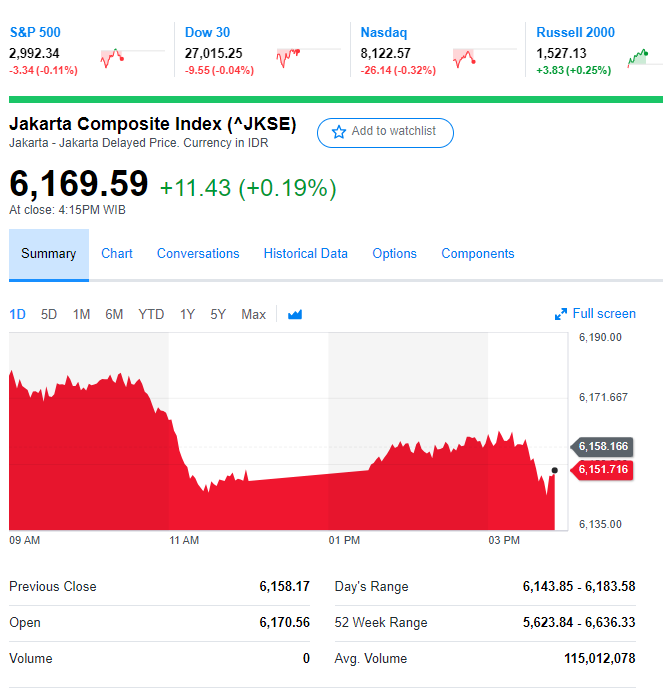 S&P 500 Dow 30 Nasdaq Russell 2000
2,992.34 27,015.25 8,122.57 1,527.13
-3.34 (-0.11%) -9.55 (-0.04%) -26.14 (-0.32%) +3.83 (+0.25%)
Jakarta Composite Index (^JKSE)
Add to watchlist
Jakarta - Jakarta Delayed Price. Currency in IDR
6,169.59 +11.43 (+0.19%)
At close: 4:15PM WIB
Summary Chart Conversations Historical Data Options Components
1D 5D 1M 6M YTD 1Y 5Y Max Full screen
6,190.00
6,171.667
6,158.166
6,151.716
6,135.00
09 AM 11 AM 01 PM 03 PM
Previous Close 6,158.17 Day's Range 6,143.85 - 6,183.58
Open 6,170.56 52 Week Range 5,623.84 - 6,636.33
Volume 0 Avg. Volume 115,012,078